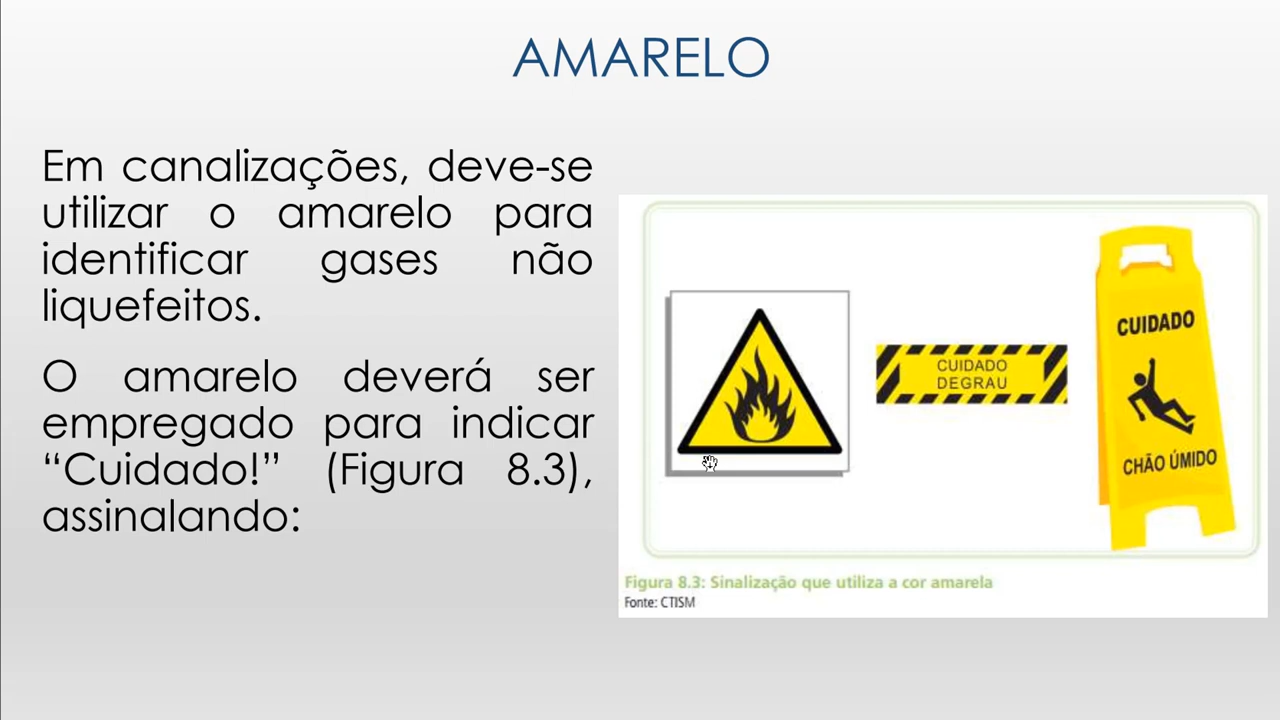 AMARELO
Em canalizações, deve-se
utilizar o amarelo para
identificar gases não
liquefeitos.
O amarelo deverá ser
empregado para indicar
“Cuidado!” (Figura 8.3),
assinalando:
CUIDADO
DEGRAU
CUIDADO
CHÃO ÚMIDO
Figura 8.3: Sinalização que utiliza a cor amarela
Fonte: CTISM